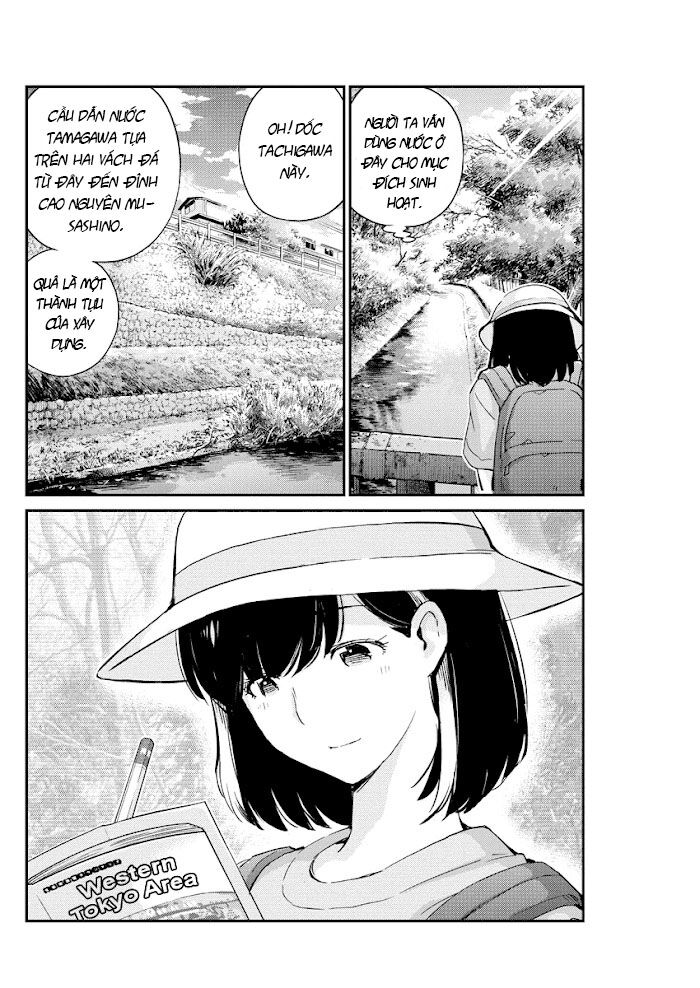 NGƯỜI TA VẪN
DÙNG NƯỚC Ở
ĐÂY CHO MỤC
ĐÍCH SINH
HOẠT.
OH! DỐC
TACHIGAWA
NÀY.
CẦU DẪN NƯỚC
TAMAGAWA TỰA
TRÊN HAI VÁCH ĐÁ
TỪ ĐÂY ĐẾN ĐỈNH
CAO NGUYÊN MU-
SASHINO.
QUẢ LÀ MỘT
THÀNH TỰU
CỦA XÂY
DỰNG.
Western
Tokyo Area